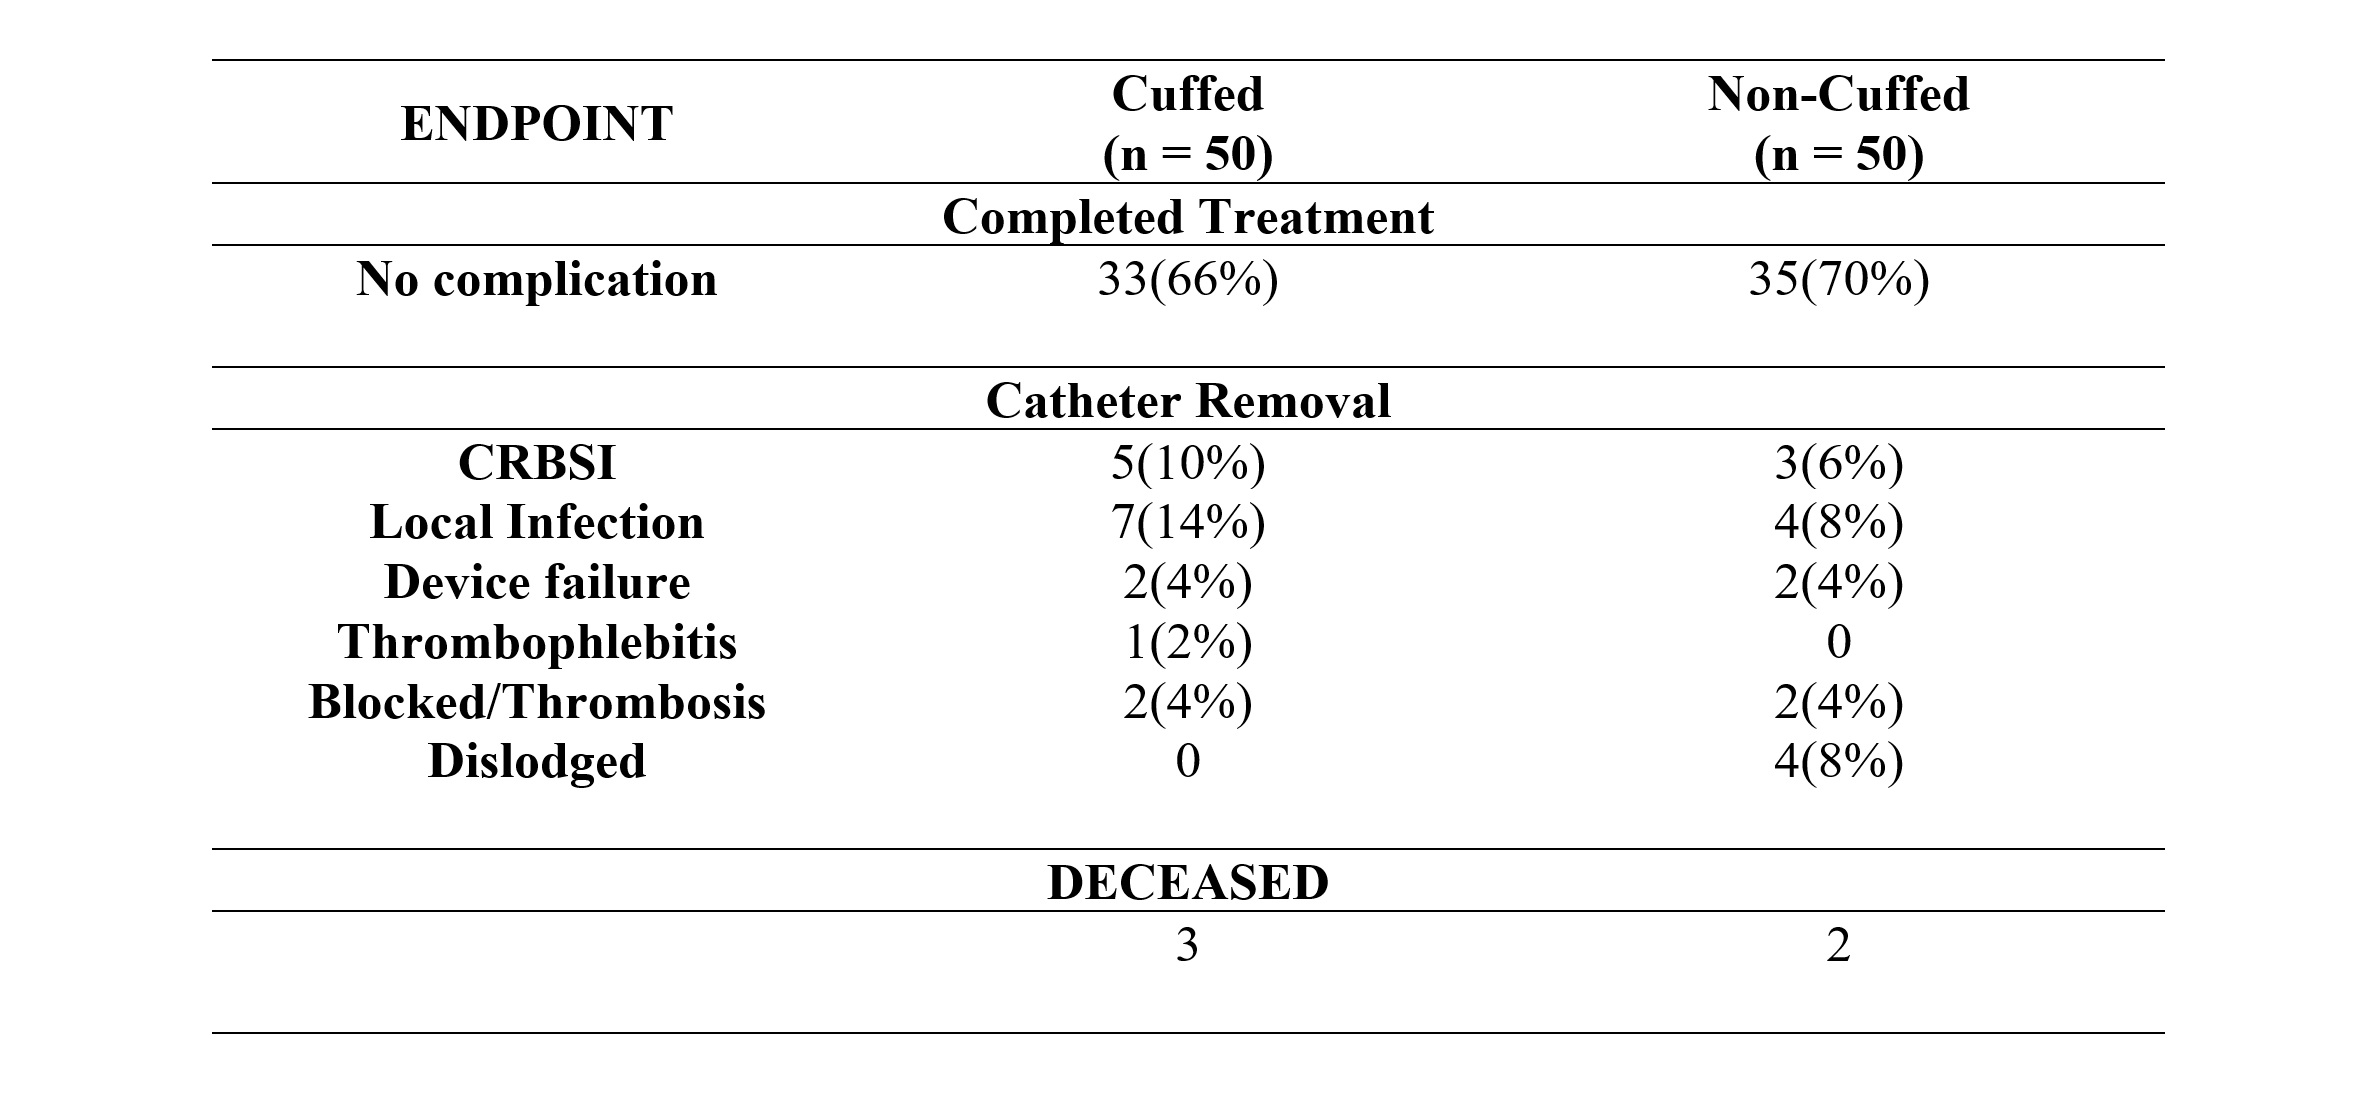 ENDPOINT Cuffed (n = 50) Non-Cuffed (n = 50)
Completed Treatment
No complication 33(66%) 35(70%)
Catheter Removal
CRBSI 5(10%) 3(6%)
Local Infection 7(14%) 4(8%)
Device failure 2(4%) 2(4%)
Thrombophlebitis 1(2%) 0
Blocked/Thrombosis 2(4%) 2(4%)
Dislodged 0 4(8%)
DECEASED
3 2